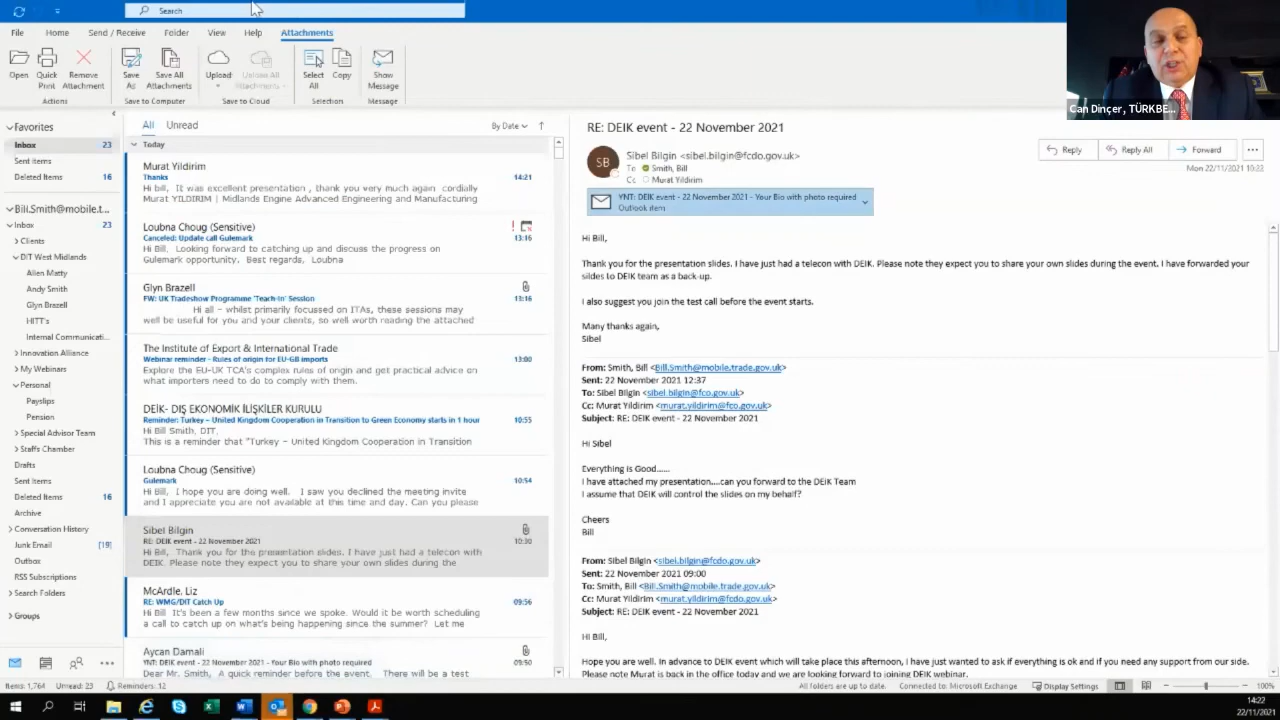 Search
File Home Send / Receive Folder View Help Attachments
Open Quick Print Remove Attachment Save As Save All Attachments Upload Select All Copy Show Message
Actions Save to Computer Save to Cloud Selection Message
Can Dinçer, TÜRKBE...
Favorites
Inbox 23
Sent items
Deleted Items 16
Bill.Smith@mobile.t...
Inbox 23
Clients
DIT West Midlands
Alien Matty
Andy Smith
Glyn Brazell
HITT's
Internal Communicati...
Innovation Alliance
My Webinars
Personal
Payslips
Pension
Special Advisor Team
Staffs Chamber
Drafts
Sent items
Deleted Items 16
Archive
Conversation History
Junk Email [19]
Outbox
RSS Subscriptions
Search Folders
Groups
All Unread By Date
Today
Murat Yildirim
Thanks 14:21
Hi bill, It was excellent presentation , thank you very much again cordially
Murat YILDIRIM | Midlands Engine Advanced Engineering and Manufacturing
Loubna Choug (Sensitive)
Canceled: Update call Gulemark 13:16
Hi Bill, Looking forward to catching up and discuss the progress on
Gulemark opportunity. Best regards, Loubna
Glyn Brazell
FW: UK Tradeshow Programme 'Teach-In' Session 13:16
Hi all – whilst primarily focussed on ITAs, these sessions may
well be useful for you and your clients, so well worth reading the attached
The Institute of Export & International Trade
Webinar reminder – Rules of origin for EU-GB imports 13:00
Explore the EU-UK TCA's complex rules of origin and get practical advice on
what importers need to do to comply with them.
DEİK- DIŞ EKONOMİK İLİŞKİLER KURULU
Reminder: Turkey – United Kingdom Cooperation in Transition to Green Economy starts in 1 hour 10:55
Hi Bill Smith, DIT,
This is a reminder that "Turkey – United Kingdom Cooperation in Transition
Loubna Choug (Sensitive)
Gulemark 10:54
Hi Bill, I hope you are doing well. I saw you declined the meeting invite
and I appreciate you are not available at this time and day. Can you please
Sibel Bilgin
RE: DEIK event - 22 November 2021
Hi Bill, Thank you for the presentation slides. I have just had a telecon with
DEIK. Please note they expect you to share your own slides during the
McArdle, Liz
RE: WMG/DIT Catch Up 09:56
Hi Bill It's been a few months since we spoke. Would it be worth scheduling
a call to catch up on what's being happening since the summer? Let me
Aycan Damali
YNT: DEIK event - 22 November 2021 - Your Bio with photo required 09:50
Dear Mr. Smith, A quick reminder before the event. There will be a test
RE: DEIK event - 22 November 2021
SB
Sibel Bilgin <sibel.bilgin@fcdo.gov.uk>
Smith, Bill
Cc Murat Yildirim
Reply Reply All Forward ...
Mon 22/11/2021
YNT: DEIK event - 22 November 2021 - Your Bio with photo required
Outlook item
Hi Bill,
Thank you for the presentation slides. I have just had a telecon with DEIK. Please note they expect you to share your own slides during the event. I have forwarded your
slides to DEIK team as a back-up.
I also suggest you join the test call before the event starts.
Many thanks again,
Sibel
From: Smith, Bill <Bill.Smith@mobile.trade.gov.uk>
Sent: 22 November 2021 12:37
To: Sibel Bilgin <sibel.bilgin@fco.gov.uk>
Cc: Murat Yildirim <murat.yildirim@fco.gov.uk>
Subject: RE: DEIK event - 22 November 2021
Hi Sibel
Everything is Good......
I have attached my presentation....can you forward to the DEIK Team
I assume that DEIK will control the slides on my behalf?
Cheers
Bill
From: Sibel Bilgin <sibel.bilgin@fcdo.gov.uk>
Sent: 22 November 2021 09:00
To: Smith, Bill <Bill.Smith@mobile.trade.gov.uk>
Cc: Murat Yildirim <murat.yildirim@fcdo.gov.uk>
Subject: RE: DEIK event - 22 November 2021
Hi Bill,
Hope you are well. In advance to DEIK event which will take place this afternoon, I have just wanted to ask if everything is ok and if you need any support from our side.
Please note Murat is back in the office today and we are looking forward to joining DEIK webinar.
Items: 1,764 Unread: 23 Reminders: 12 All folders are up to date. Connected to: Microsoft Exchange Display Settings 100%
14:22
22/11/2021